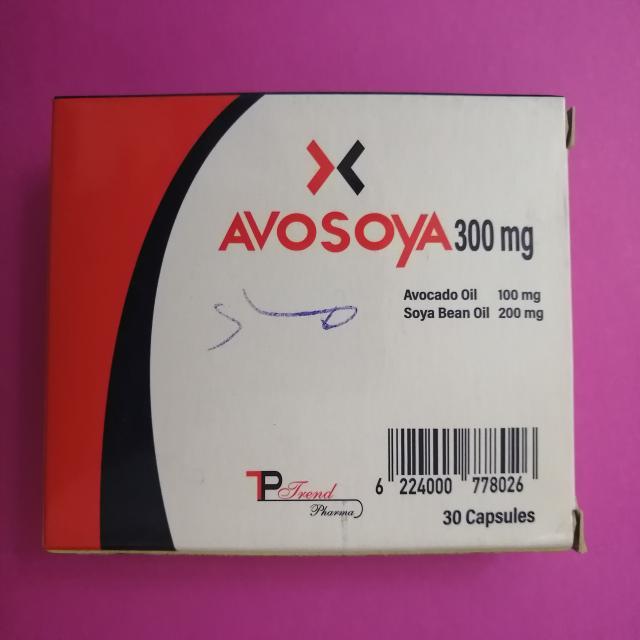 AVOSOYA 300 mg
Avocado Oil 100 mg
Soya Bean Oil 200 mg
TP Trend
Pharma
6 224000 778026
30 Capsules